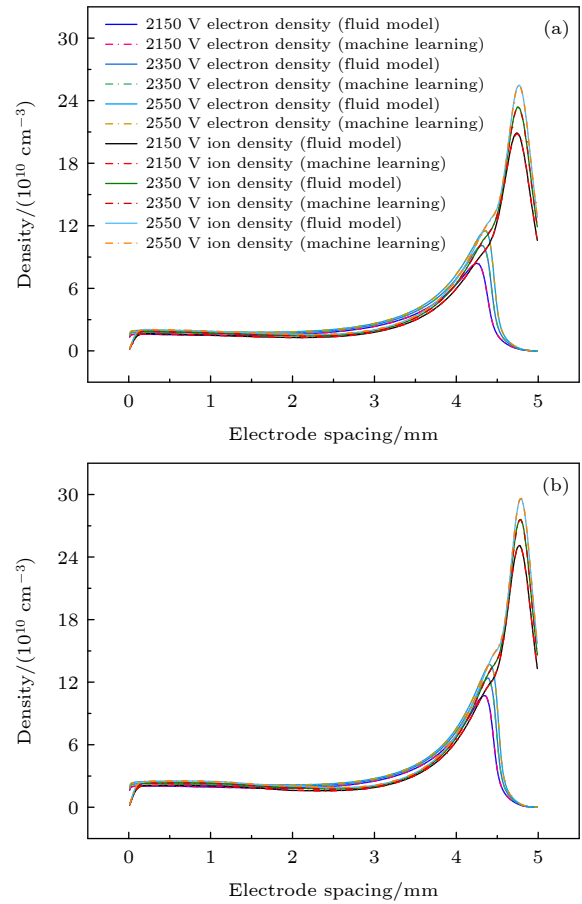 (a)
2150 V electron density (fluid model)
2150 V electron density (machine learning)
2350 V electron density (fluid model)
2350 V electron density (machine learning)
2550 V electron density (fluid model)
2550 V electron density (machine learning)
2150 V ion density (fluid model)
2150 V ion density (machine learning)
2350 V ion density (fluid model)
2350 V ion density (machine learning)
2550 V ion density (fluid model)
2550 V ion density (machine learning)
30
24
18
12
6
0
Density/(10¹⁰ cm⁻³)
0 1 2 3 4 5
Electrode spacing/mm
(b)
30
24
18
12
6
0
Density/(10¹⁰ cm⁻³)
0 1 2 3 4 5
Electrode spacing/mm